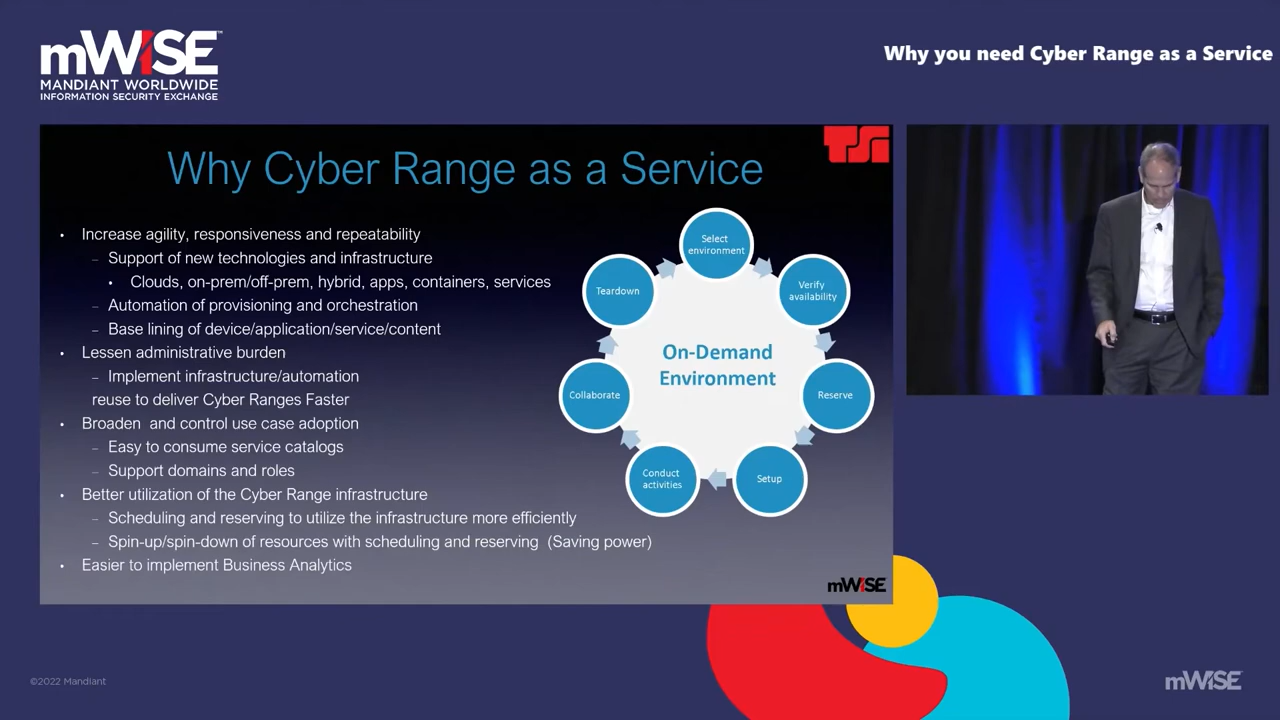 mWISE™
MANDIANT WORLDWIDE
INFORMATION SECURITY EXCHANGE
Why you need Cyber Range as a Service
TSi
Why Cyber Range as a Service
• Increase agility, responsiveness and repeatability
– Support of new technologies and infrastructure
• Clouds, on-prem/off-prem, hybrid, apps, containers, services
– Automation of provisioning and orchestration
– Base lining of device/application/service/content
• Lessen administrative burden
– Implement infrastructure/automation
reuse to deliver Cyber Ranges Faster
• Broaden and control use case adoption
– Easy to consume service catalogs
– Support domains and roles
• Better utilization of the Cyber Range infrastructure
– Scheduling and reserving to utilize the infrastructure more efficiently
– Spin-up/spin-down of resources with scheduling and reserving (Saving power)
• Easier to implement Business Analytics
Select
environment
Verify
availability
Reserve
Setup
Conduct
activities
Collaborate
Teardown
On-Demand
Environment
mWISE
©2022 Mandiant
mWISE